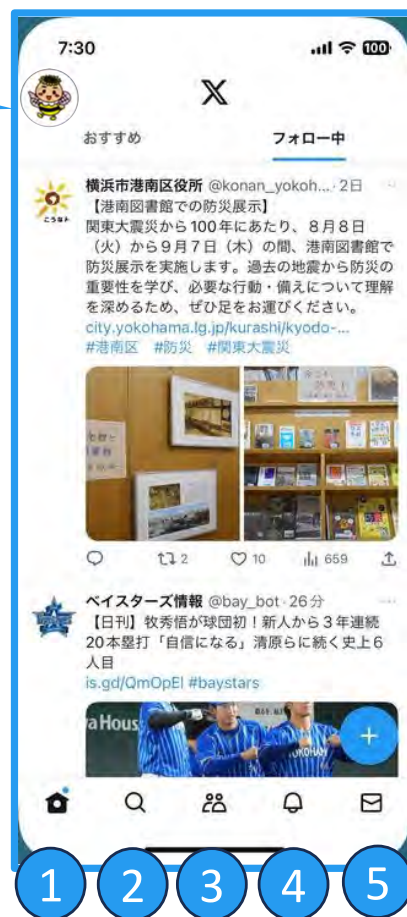 7:30
100
X
おすすめ
フォロー中
横浜市港南区役所 @konan_yokoh... · 2日
【港南図書館での防災展示】
関東大震災から100年にあたり、8月8日
（火）から9月7日（木）の間、港南図書館で
防災展示を実施します。過去の地震から防災の
重要性を学び、必要な行動・備えについて理解
を深めるため、ぜひ足をお運びください。
city.yokohama.lg.jp/kurashi/kyodo-...
#港南区 #防災 #関東大震災
2
10
659
ベイスターズ情報 @bay_bot · 26分
【日刊】牧秀悟が球団初！新人から3年連続
20本塁打「自信になる」清原らに続く史上6
人目
is.gd/QmOpEl #baystars
a Hous
YOKOHAM
+
1
2
3
4
5